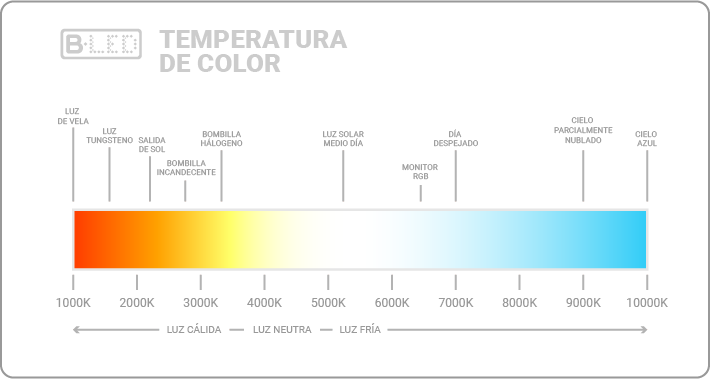 B·LED
TEMPERATURA
DE COLOR
LUZ
DE VELA
LUZ
TUNGSTENO
SALIDA
DE SOL
BOMBILLA
INCANDECENTE
BOMBILLA
HÁLOGENO
LUZ SOLAR
MEDIO DÍA
MONITOR
RGB
DÍA
DESPEJADO
CIELO
PARCIALMENTE
NUBLADO
CIELO
AZUL
1000K 2000K 3000K 4000K 5000K 6000K 7000K 8000K 9000K 10000K
LUZ CÁLIDA LUZ NEUTRA LUZ FRÍA